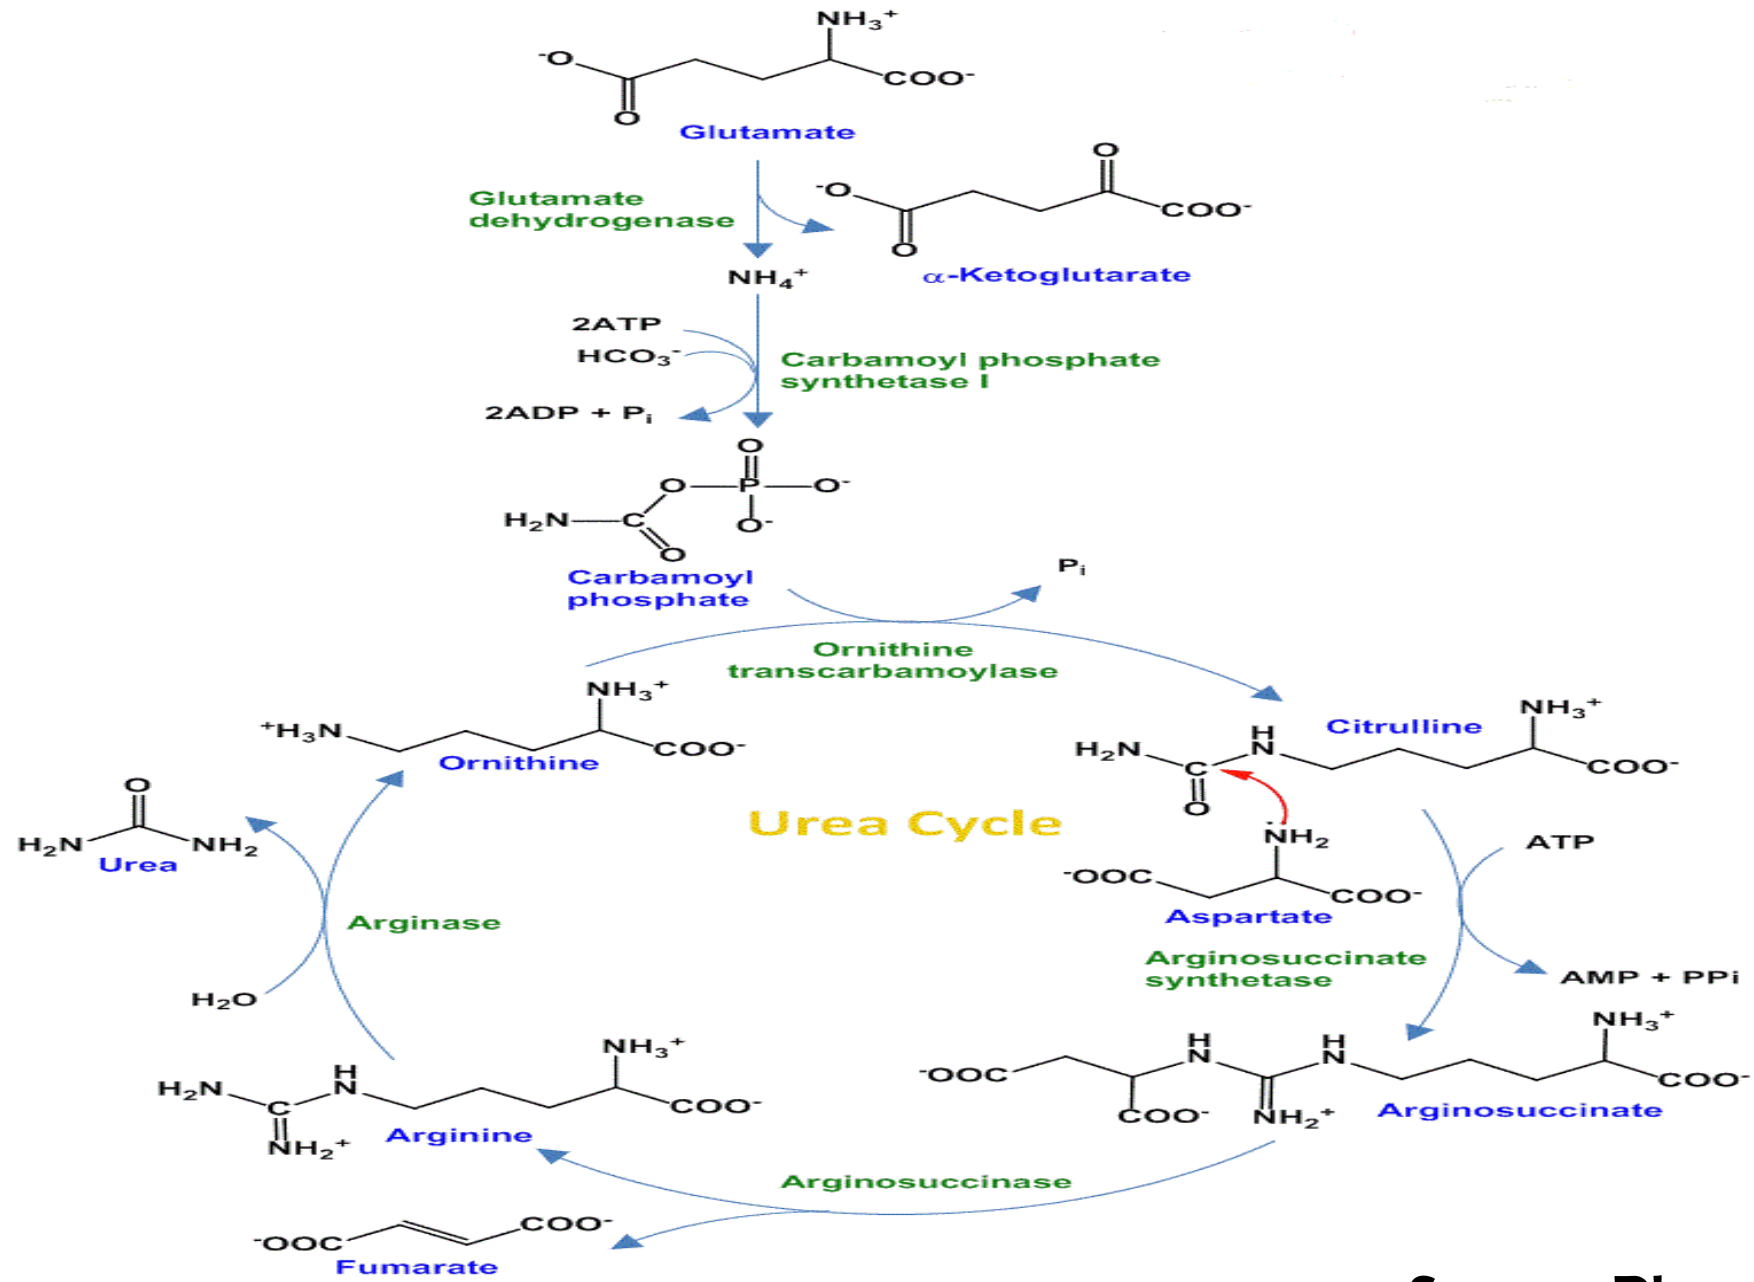 NH₃⁺
⁻O
COO⁻
O
Glutamate
O
⁻O
COO⁻
O
Glutamate
dehydrogenase
α-Ketoglutarate
NH₄⁺
2ATP
HCO₃⁻
Carbamoyl phosphate
synthetase I
2ADP + Pᵢ
O
O
P
O⁻
H₂N
C
O⁻
O
Carbamoyl
phosphate
Pᵢ
Ornithine
transcarbamoylase
NH₃⁺
⁺H₃N
COO⁻
Ornithine
Citrulline
NH₃⁺
H₂N
H
N
C
COO⁻
O
Urea Cycle
O
H₂N
NH₂
Urea
NH₂
⁻OOC
COO⁻
Aspartate
ATP
Arginase
Arginosuccinate
synthetase
AMP + PPi
H₂O
NH₃⁺
H₂N
H
N
C
COO⁻
NH₂⁺
Arginine
NH₃⁺
⁻OOC
H
N
H
N
COO⁻
COO⁻
NH₂⁺
Arginosuccinate
Arginosuccinase
⁻OOC
COO⁻
Fumarate